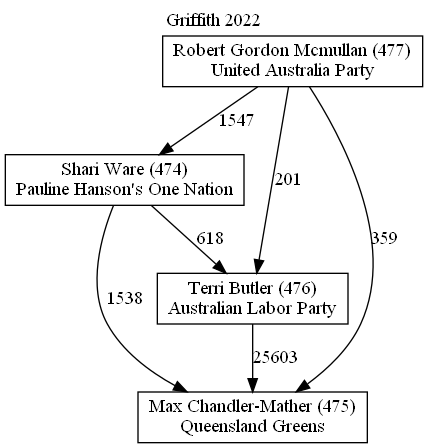 Griffith 2022
Robert Gordon Mcmullan (477)
United Australia Party
1547
Shari Ware (474)
Pauline Hanson's One Nation
201
359
618
Terri Butler (476)
Australian Labor Party
1538
25603
Max Chandler-Mather (475)
Queensland Greens